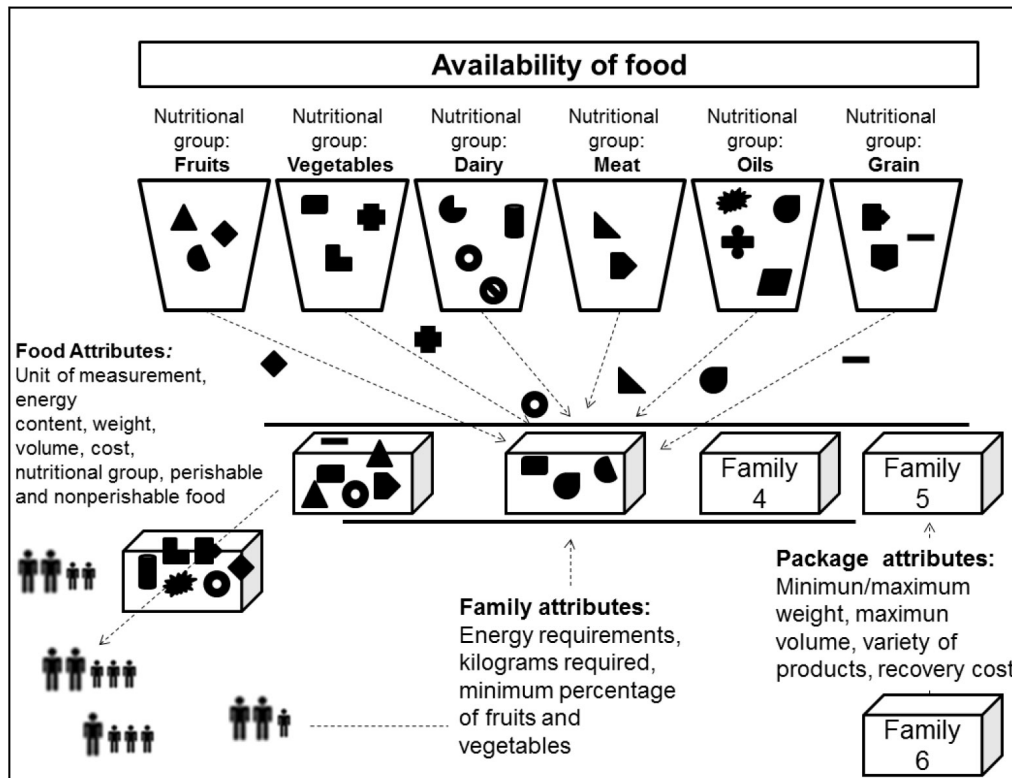 Availability of food
Nutritional
group:
Fruits
Nutritional
group:
Vegetables
Nutritional
group:
Dairy
Nutritional
group:
Meat
Nutritional
group:
Oils
Nutritional
group:
Grain
Food Attributes:
Unit of measurement,
energy
content, weight,
volume, cost,
nutritional group, perishable
and nonperishable food
Family
4
Family
5
Family attributes:
Energy requirements,
kilograms required,
minimum percentage
of fruits and
vegetables
Package attributes:
Minimun/maximum
weight, maximun
volume, variety of
products, recovery cost
Family
6